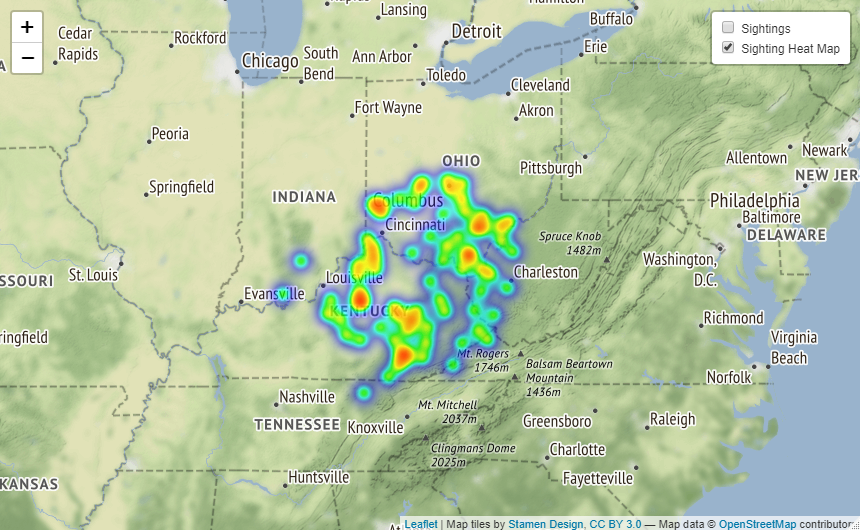 +
−
Lansing
Buffalo
Cedar
Rapids
Rockford
Detroit
Sightings
Sighting Heat Map
Chicago
South
Bend
Ann Arbor
Erie
Toledo
Cleveland
Fort Wayne
Akron
Peoria
OHIO
Pittsburgh
Allentown
Newark
NEW JER
Springfield
INDIANA
Columbus
Philadelphia
Cincinnati
Baltimore
DELAWARE
Spruce Knob
1482m
Washington,
D.C.
SSOURI
St. Louis
Louisville
Charleston
Evansville
KENTUCKY
Richmond
ringfield
Virginia
Beach
Mt. Rogers
1746m
Balsam Beartown
Mountain
1436m
Norfolk
Nashville
Mt. Mitchell
2037m
TENNESSEE
Knoxville
Greensboro
Raleigh
Clingmans Dome
2025m
Charlotte
Huntsville
Fayetteville
KANSAS
Leaflet | Map tiles by Stamen Design, CC BY 3.0 — Map data © OpenStreetMap contributors